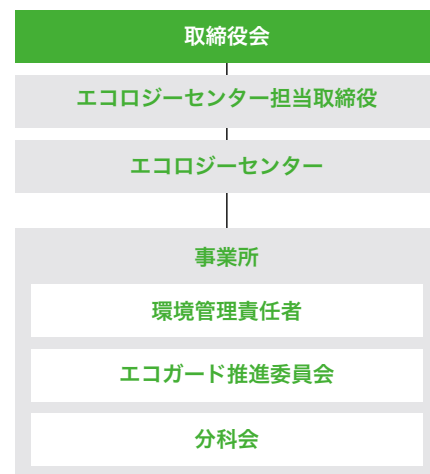 取締役会
エコロジーセンター担当取締役
エコロジーセンター
事業所
環境管理責任者
エコガード推進委員会
分科会